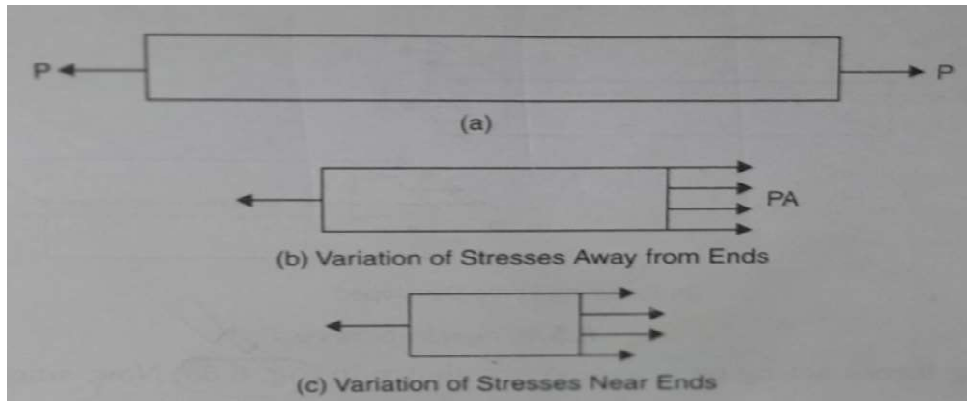 P P
(a)
PA
(b) Variation of Stresses Away from Ends
(c) Variation of Stresses Near Ends